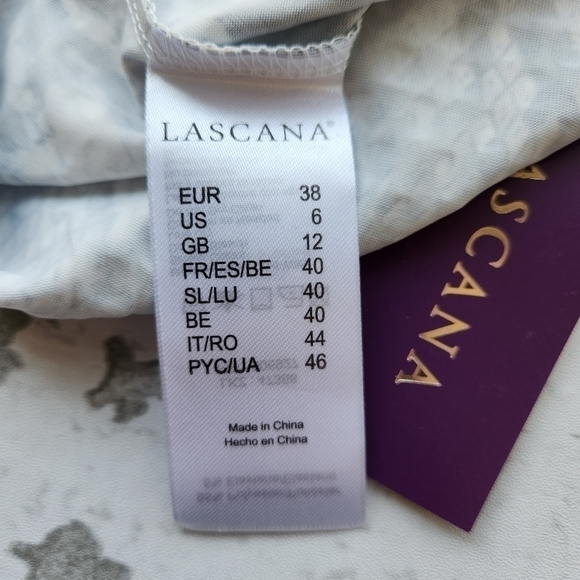 LASCANA®
EUR 38
US 6
GB 12
FR/ES/BE 40
SL/LU 40
BE 40
IT/RO 44
PYC/UA 46
Made in China
Hecho en China
LASCANA